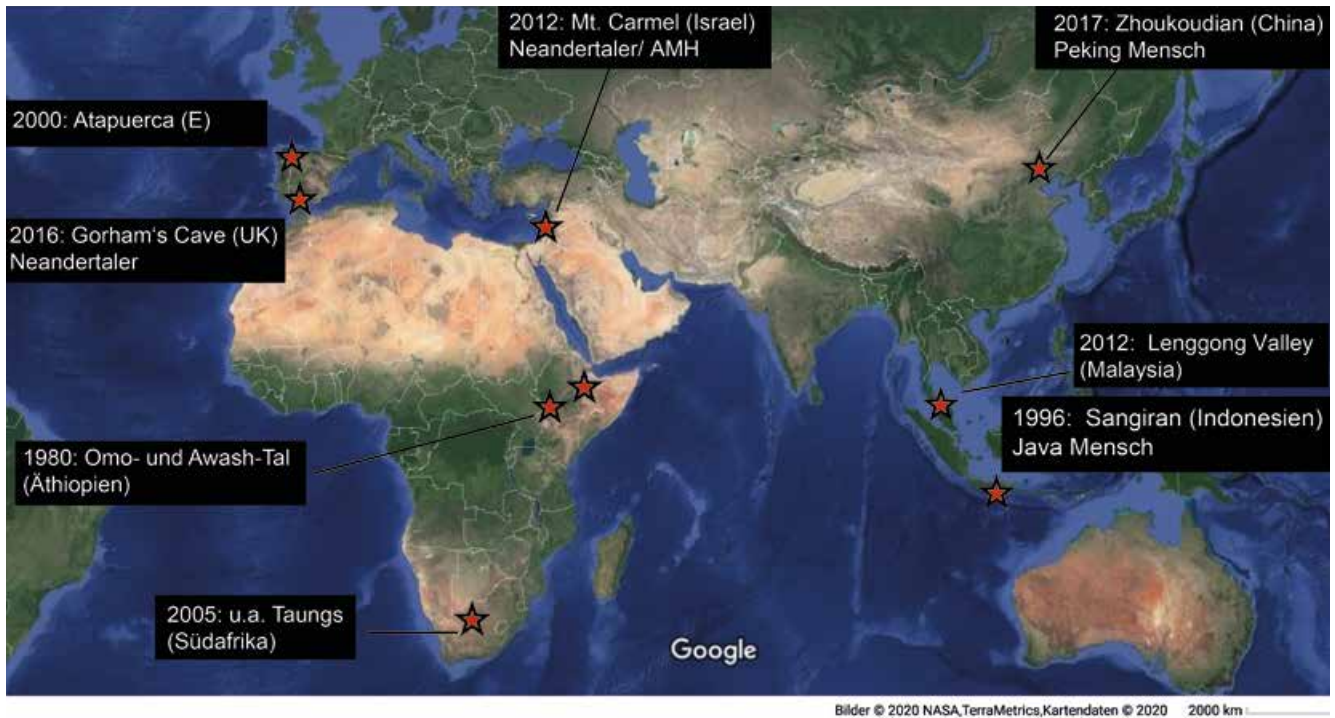 2012: Mt. Carmel (Israel)
Neandertaler/ AMH
2017: Zhoukoudian (China)
Peking Mensch
2000: Atapuerca (E)
2016: Gorham's Cave (UK)
Neandertaler
2012: Lenggong Valley
(Malaysia)
1996: Sangiran (Indonesien)
Java Mensch
1980: Omo- und Awash-Tal
(Äthiopien)
2005: u.a. Taungs
(Südafrika)
Google
Bilder © 2020 NASA,TerraMetrics,Kartendaten © 2020 2000 km